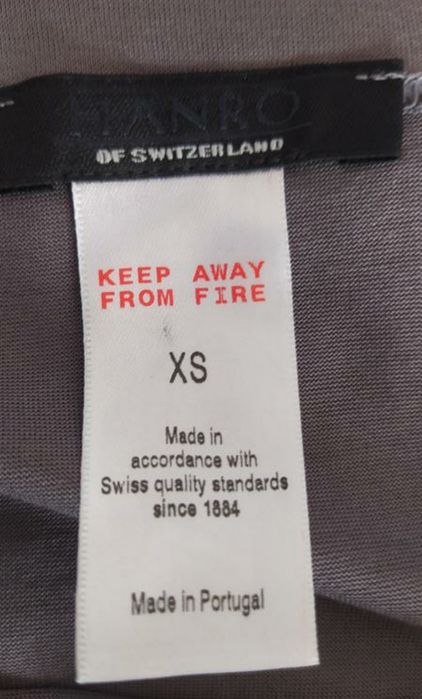 HANRO
OF SWITZERLAND
KEEP AWAY
FROM FIRE
XS
Made in
accordance with
Swiss quality standards
since 1884
Made in Portugal